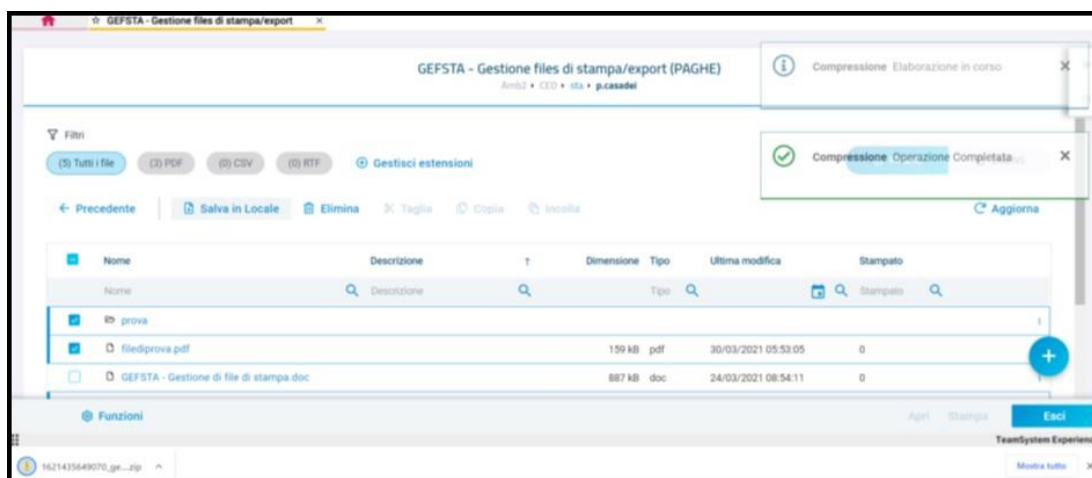 ☆ GEFSTA - Gestione files di stampa/export ×
GEFSTA - Gestione files di stampa/export (PAGHE)
Amb2 • CED • sta • p.casadei
Compressione Elaborazione in corso ×
Compressione Operazione Completata ×
Filtri
(5) Tutti i file (3) PDF (0) CSV (0) RTF Gestisci estensioni
← Precedente Salva in Locale Elimina Taglia Copia Incolla Aggiorna
Nome Descrizione ↑ Dimensione Tipo Ultima modifica Stampato
Nome Descrizione Tipo Stampato
prova
filediprova.pdf 159 kB pdf 30/03/2021 05:53:05 0
GEFSTA - Gestione di file di stampa.doc 887 kB doc 24/03/2021 08:54:11 0
Funzioni Apri Stampa Esci
TeamSystem Experienc
1621435649070_ge...zip Mostra tutto ×